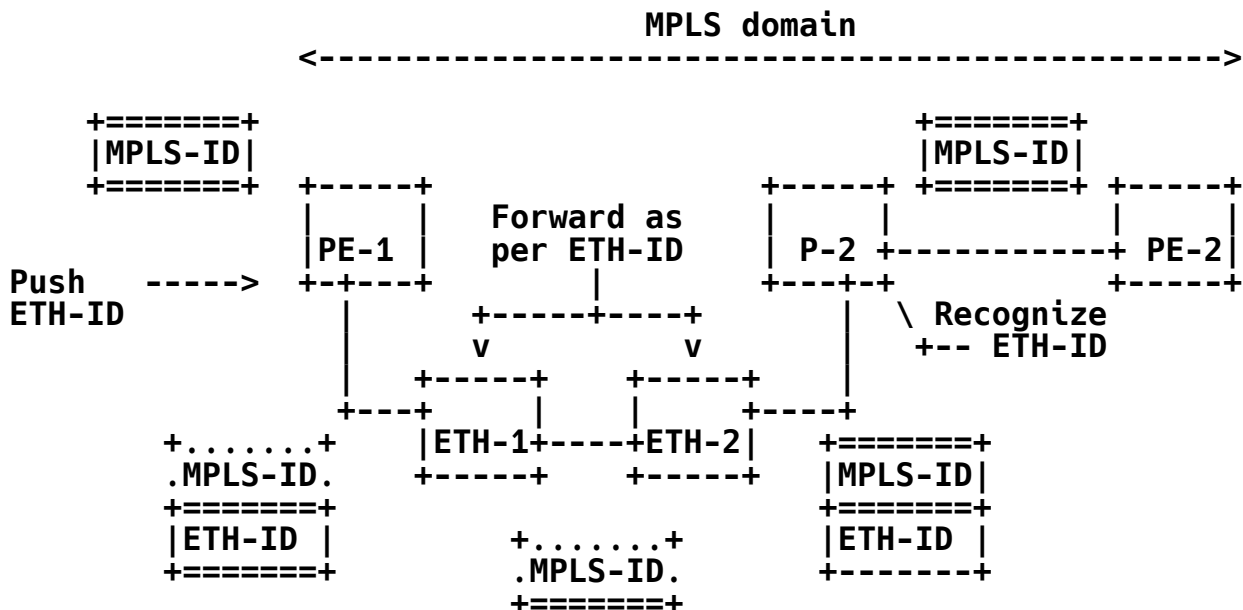 MPLS domain
               <----------------------------------------------->

    +=======+                                  +=======+
    |MPLS-ID|                                  |MPLS-ID|
    +=======+  +-----+                 +-----+ +=======+ +-----+
               |     |   Forward as    |     |           |     |
               |PE-1 |   per ETH-ID    | P-2 +-----------+ PE-2|
Push   ----->  +-+---+        |        +---+-+           +-----+
ETH-ID           |      +-----+----+       |  \ Recognize
                 |      v          v       |   +-- ETH-ID
                 |   +-----+    +-----+    |
                 +---+     |    |     +----+
        +.......+    |ETH-1+----+ETH-2|   +=======+
        .MPLS-ID.    +-----+    +-----+   |MPLS-ID|
        +=======+                         +=======+
        |ETH-ID |         +.......+       |ETH-ID |
        +=======+         .MPLS-ID.       +-------+
                          +=======+